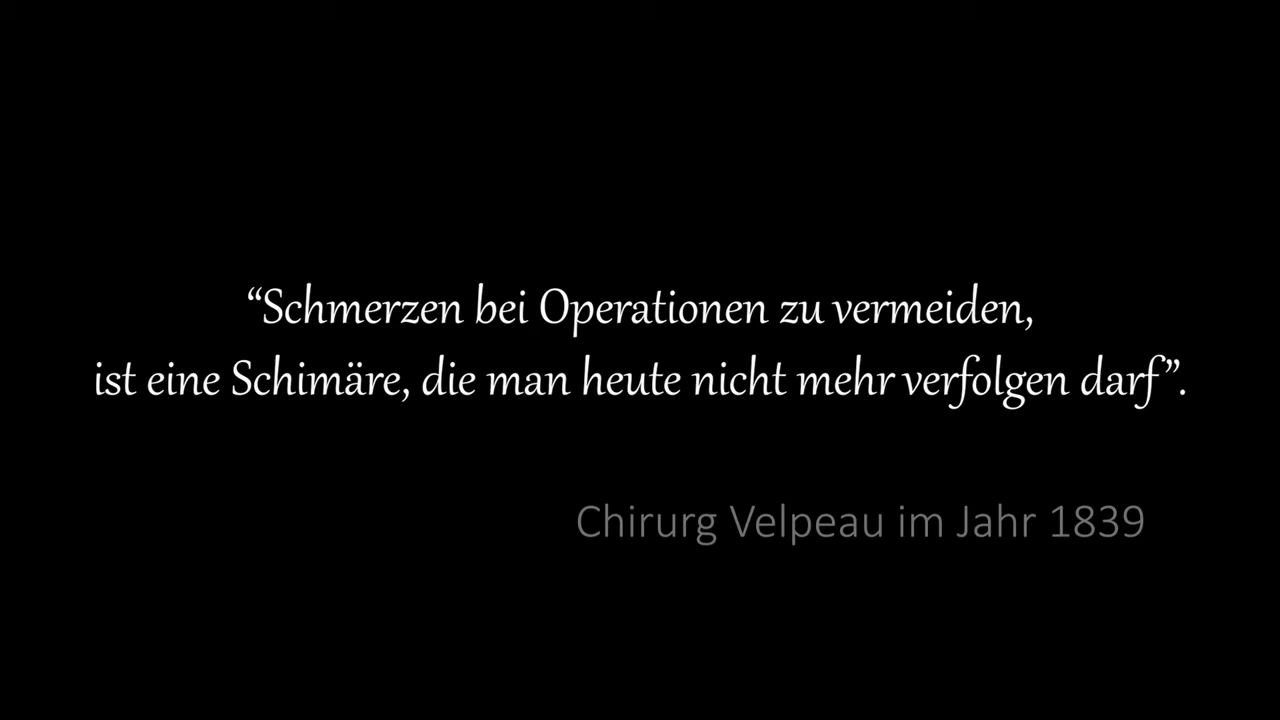 “Schmerzen bei Operationen zu vermeiden,
ist eine Schimäre, die man heute nicht mehr verfolgen darf”.
Chirurg Velpeau im Jahr 1839